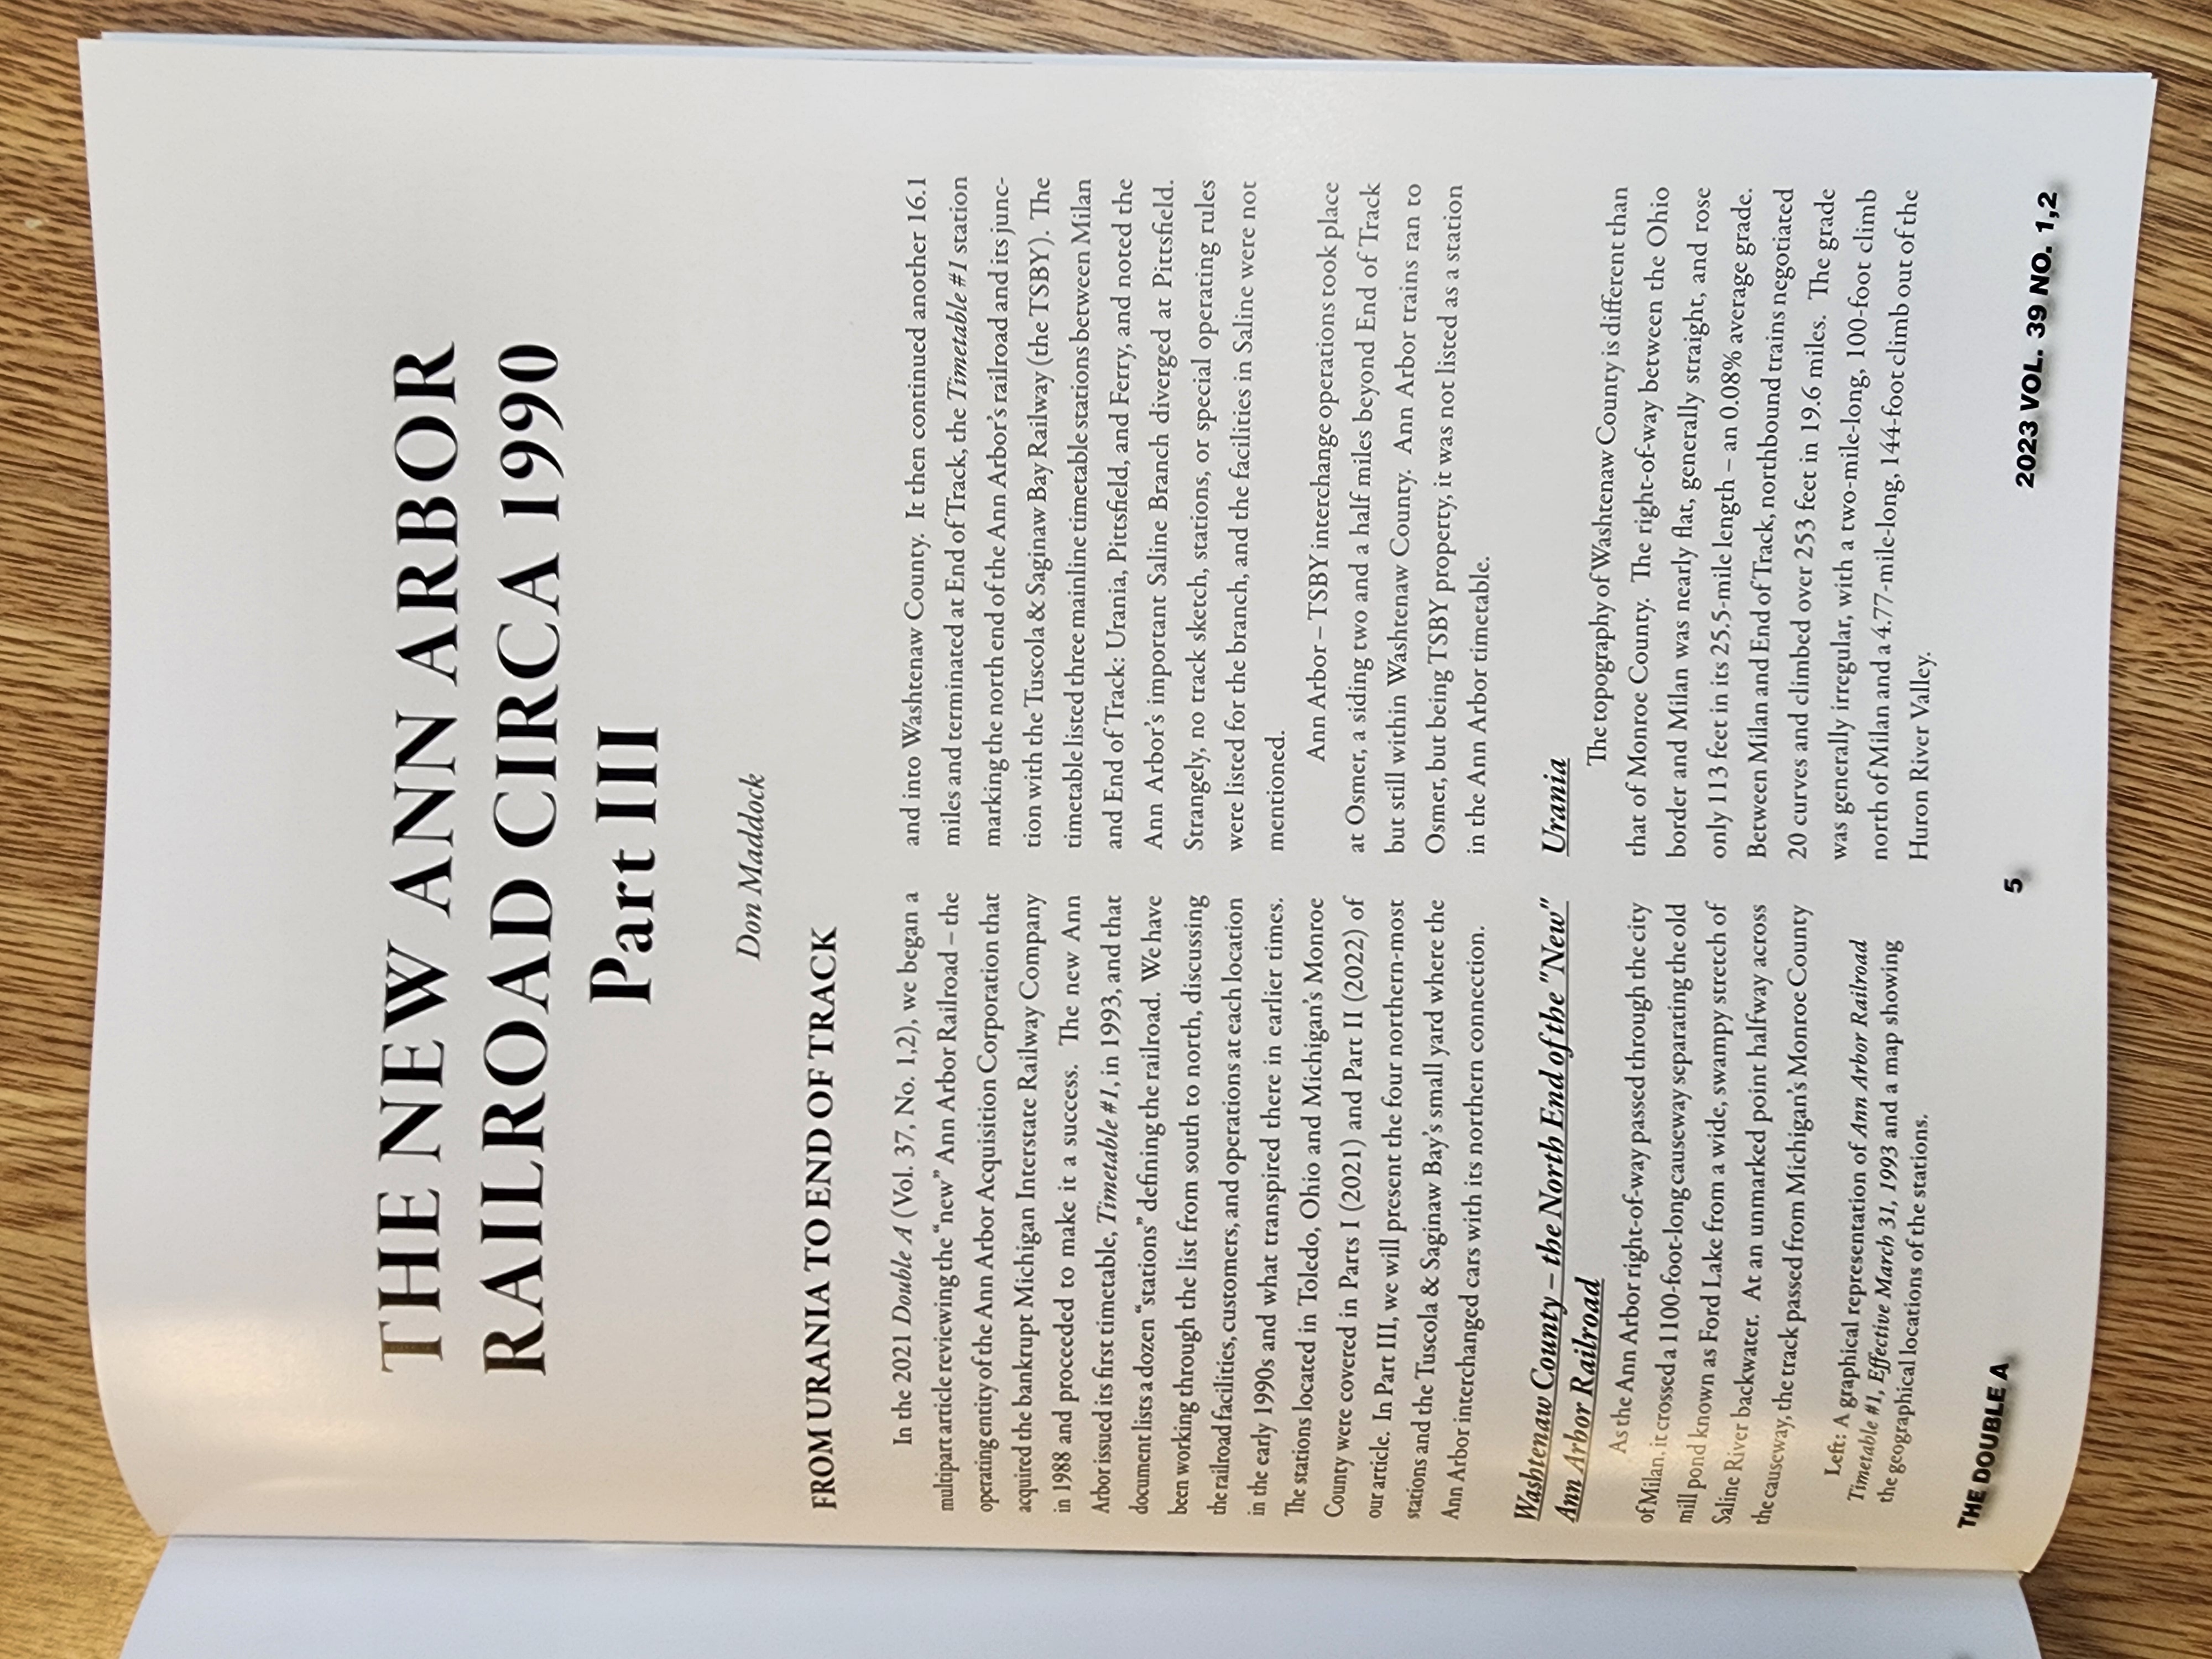 THE NEW ANN ARBOR
RAILROAD CIRCA 1990
Part III
Don Maddock
FROM URANIA TO END OF TRACK
In the 2021 Double A (Vol. 37, No. 1,2), we began a
multipart article reviewing the “new” Ann Arbor Railroad – the
operating entity of the Ann Arbor Acquisition Corporation that
acquired the bankrupt Michigan Interstate Railway Company
in 1988 and proceeded to make it a success. The new Ann
Arbor issued its first timetable, Timetable #1, in 1993, and that
document lists a dozen “stations” defining the railroad. We have
been working through the list from south to north, discussing
the railroad facilities, customers, and operations at each location
in the early 1990s and what transpired there in earlier times.
The stations located in Toledo, Ohio and Michigan's Monroe
County were covered in Parts I (2021) and Part II (2022) of
our article. In Part III, we will present the four northern-most
stations and the Tuscola & Saginaw Bay's small yard where the
Ann Arbor interchanged cars with its northern connection.
Washtenaw County – the North End of the "New"
Ann Arbor Railroad
As the Ann Arbor right-of-way passed through the city
of Milan, it crossed a 1100-foot-long causeway separating the old
mill pond known as Ford Lake from a wide, swampy stretch of
Saline River backwater. At an unmarked point halfway across
the causeway, the track passed from Michigan's Monroe County
Left: A graphical representation of Ann Arbor Railroad
Timetable #1, Effective March 31, 1993 and a map showing
the geographical locations of the stations.
and into Washtenaw County. It then continued another 16.1
miles and terminated at End of Track, the Timetable #1 station
marking the north end of the Ann Arbor's railroad and its junc-
tion with the Tuscola & Saginaw Bay Railway (the TSBY). The
timetable listed three mainline timetable stations between Milan
and End of Track: Urania, Pittsfield, and Ferry, and noted the
Ann Arbor's important Saline Branch diverged at Pittsfield.
Strangely, no track sketch, stations, or special operating rules
were listed for the branch, and the facilities in Saline were not
mentioned.
Ann Arbor – TSBY interchange operations took place
at Osmer, a siding two and a half miles beyond End of Track
but still within Washtenaw County. Ann Arbor trains ran to
Osmer, but being TSBY property, it was not listed as a station
in the Ann Arbor timetable.
Urania
The topography of Washtenaw County is different than
that of Monroe County. The right-of-way between the Ohio
border and Milan was nearly flat, generally straight, and rose
only 113 feet in its 25.5-mile length – an 0.08% average grade.
Between Milan and End of Track, northbound trains negotiated
20 curves and climbed over 253 feet in 19.6 miles. The grade
was generally irregular, with a two-mile-long, 100-foot climb
north of Milan and a 4.77-mile-long, 144-foot climb out of the
Huron River Valley.
THE DOUBLE A
5
2023 VOL. 39 NO. 1,2